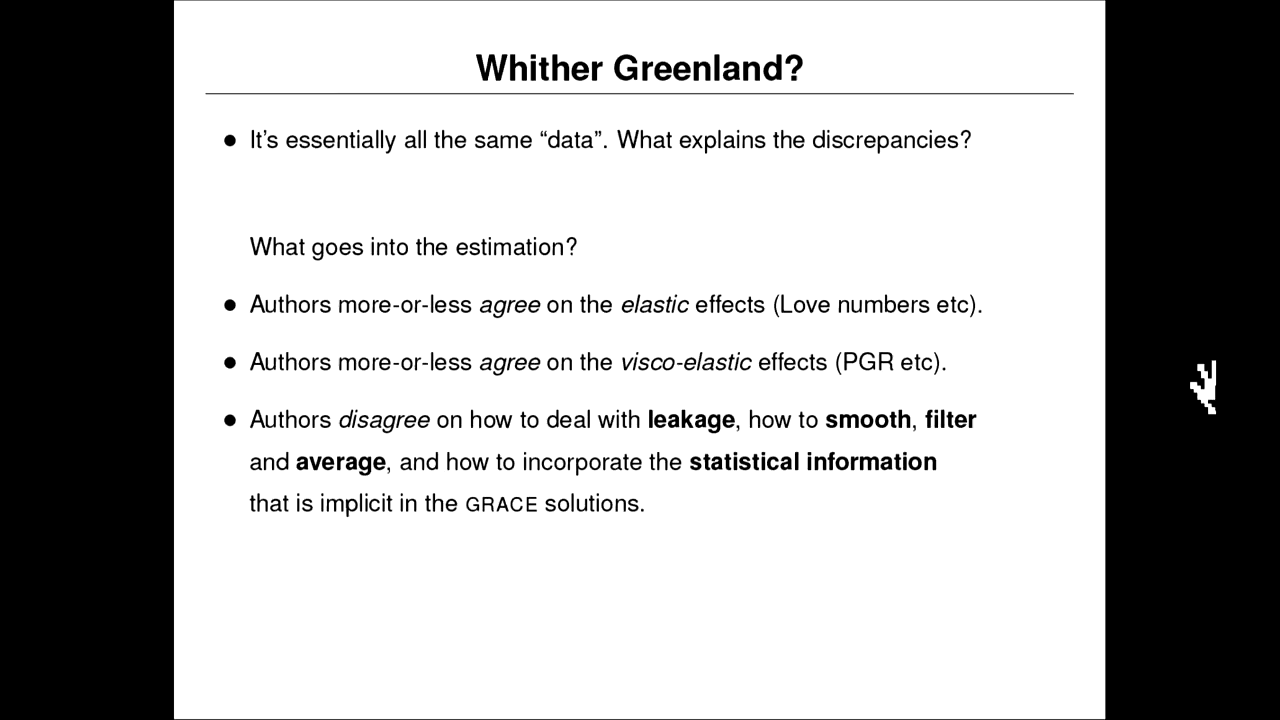 Whither Greenland?
● It's essentially all the same “data”. What explains the discrepancies?
What goes into the estimation?
● Authors more-or-less agree on the elastic effects (Love numbers etc).
● Authors more-or-less agree on the visco-elastic effects (PGR etc).
● Authors disagree on how to deal with leakage, how to smooth, filter
and average, and how to incorporate the statistical information
that is implicit in the GRACE solutions.